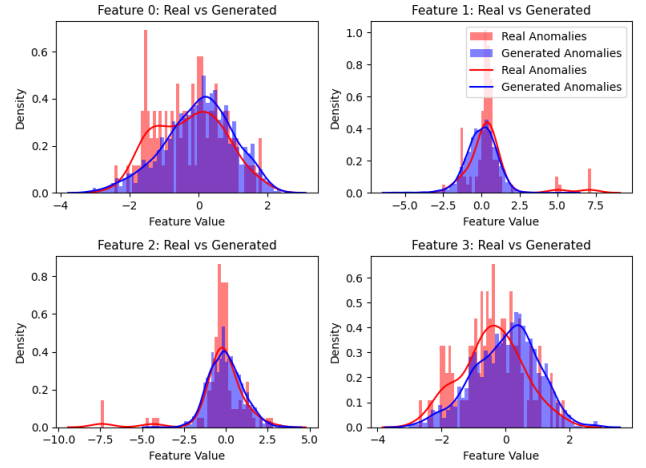 Feature 0: Real vs Generated
Density
0.6
0.4
0.2
0.0
−4
−2
0
2
Feature Value
Feature 1: Real vs Generated
Density
1.0
0.8
0.6
0.4
0.2
0.0
−5.0
−2.5
0.0
2.5
5.0
7.5
Feature Value
Real Anomalies
Generated Anomalies
Real Anomalies
Generated Anomalies
Feature 2: Real vs Generated
Density
0.8
0.6
0.4
0.2
0.0
−10.0
−7.5
−5.0
−2.5
0.0
2.5
5.0
Feature Value
Feature 3: Real vs Generated
Density
0.6
0.5
0.4
0.3
0.2
0.1
0.0
−4
−2
0
2
Feature Value